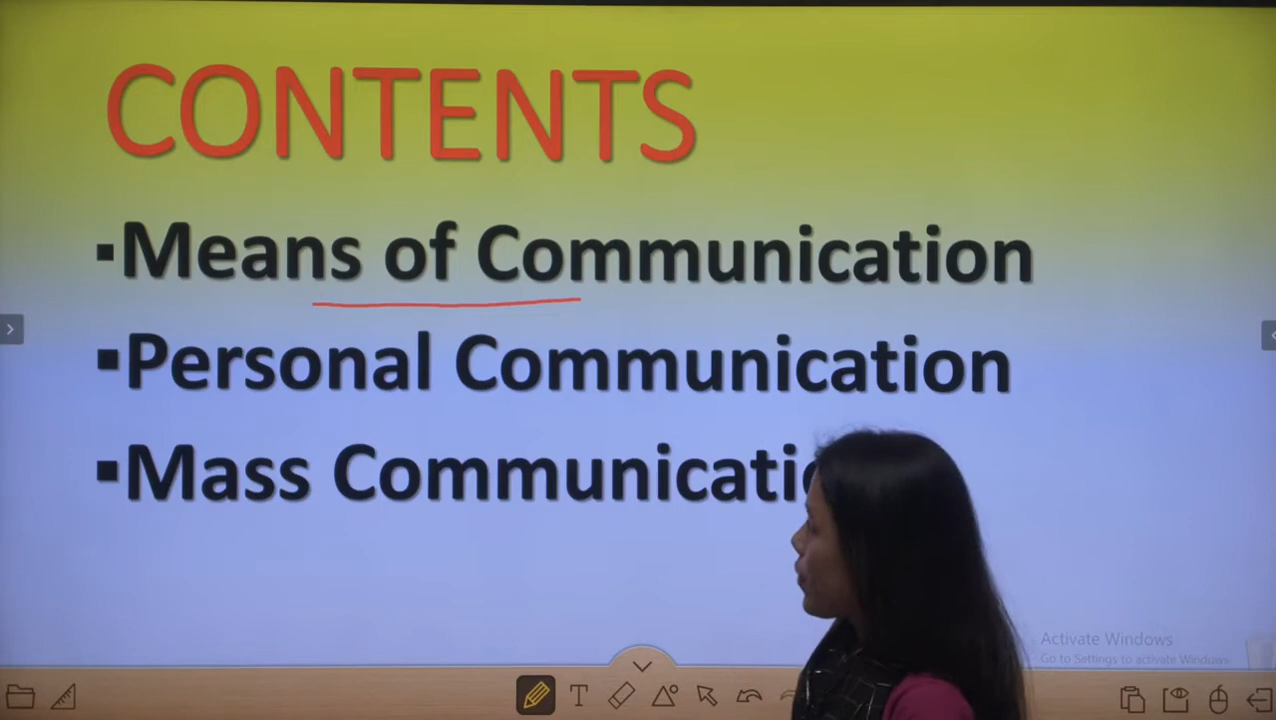 CONTENTS
▪Means of Communication
▪Personal Communication
▪Mass
Activate Windows
Go to Settings to activate Windows
T